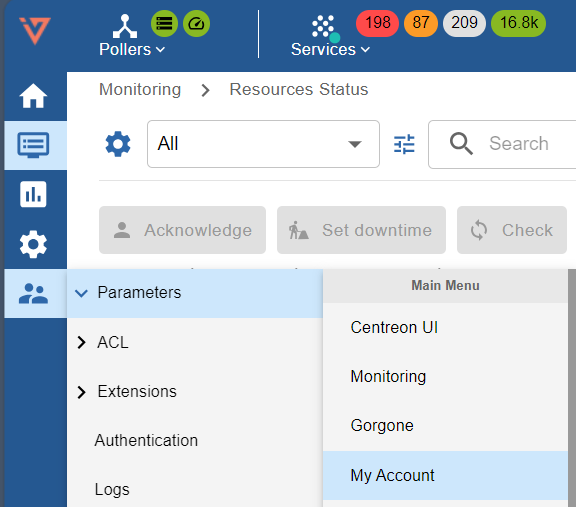 198 87 209 16.8k
Pollers Services
Monitoring Resources Status
All Search
Acknowledge Set downtime Check
Parameters
ACL
Extensions
Authentication
Logs
Main Menu
Centreon UI
Monitoring
Gorgone
My Account